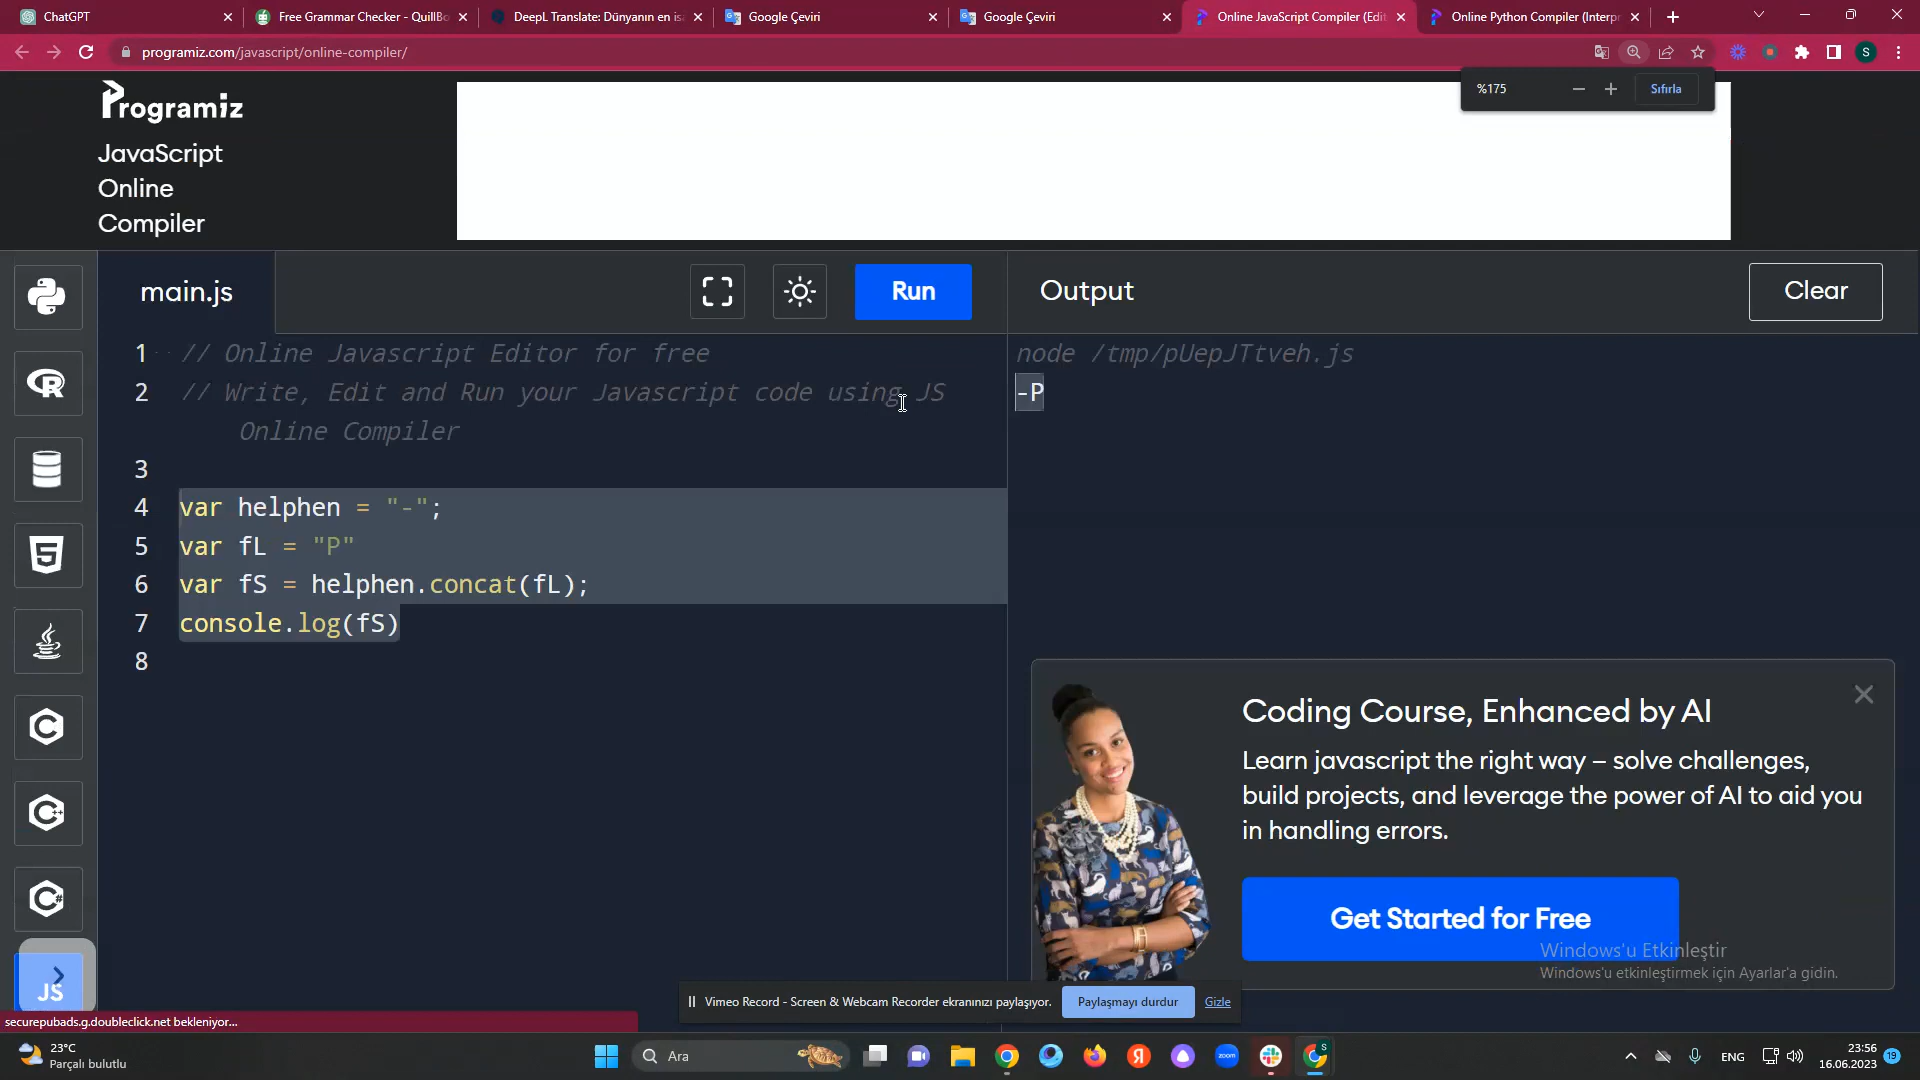 ChatGPT
Free Grammar Checker - QuillBo
DeepL Translate: Dünyanın en is
Google Çeviri
Google Çeviri
Online JavaScript Compiler (Edit
Online Python Compiler (Interpr
programiz.com/javascript/online-compiler/
S
%175
Sıfırla
Programiz
JavaScript
Online
Compiler
main.js
Run
Output
Clear
1 // Online Javascript Editor for free
2 // Write, Edit and Run your Javascript code using JS
Online Compiler
3
4 var helphen = "-";
5 var fL = "P"
6 var fS = helphen.concat(fL);
7 console.log(fS)
8
node /tmp/pUepJTtveh.js
-P
R
5
C
C++
C#
JS
Coding Course, Enhanced by AI
Learn javascript the right way – solve challenges,
build projects, and leverage the power of AI to aid you
in handling errors.
Get Started for Free
Windows'u Etkinleştir
Windows'u etkinleştirmek için Ayarlar'a gidin.
Vimeo Record - Screen & Webcam Recorder ekranınızı paylaşıyor.
Paylaşmayı durdur
Gizle
securepubads.g.doubleclick.net bekleniyor...
23°C
Parçalı bulutlu
Ara
Я
zoom
S
ENG
23:56
16.06.2023
19